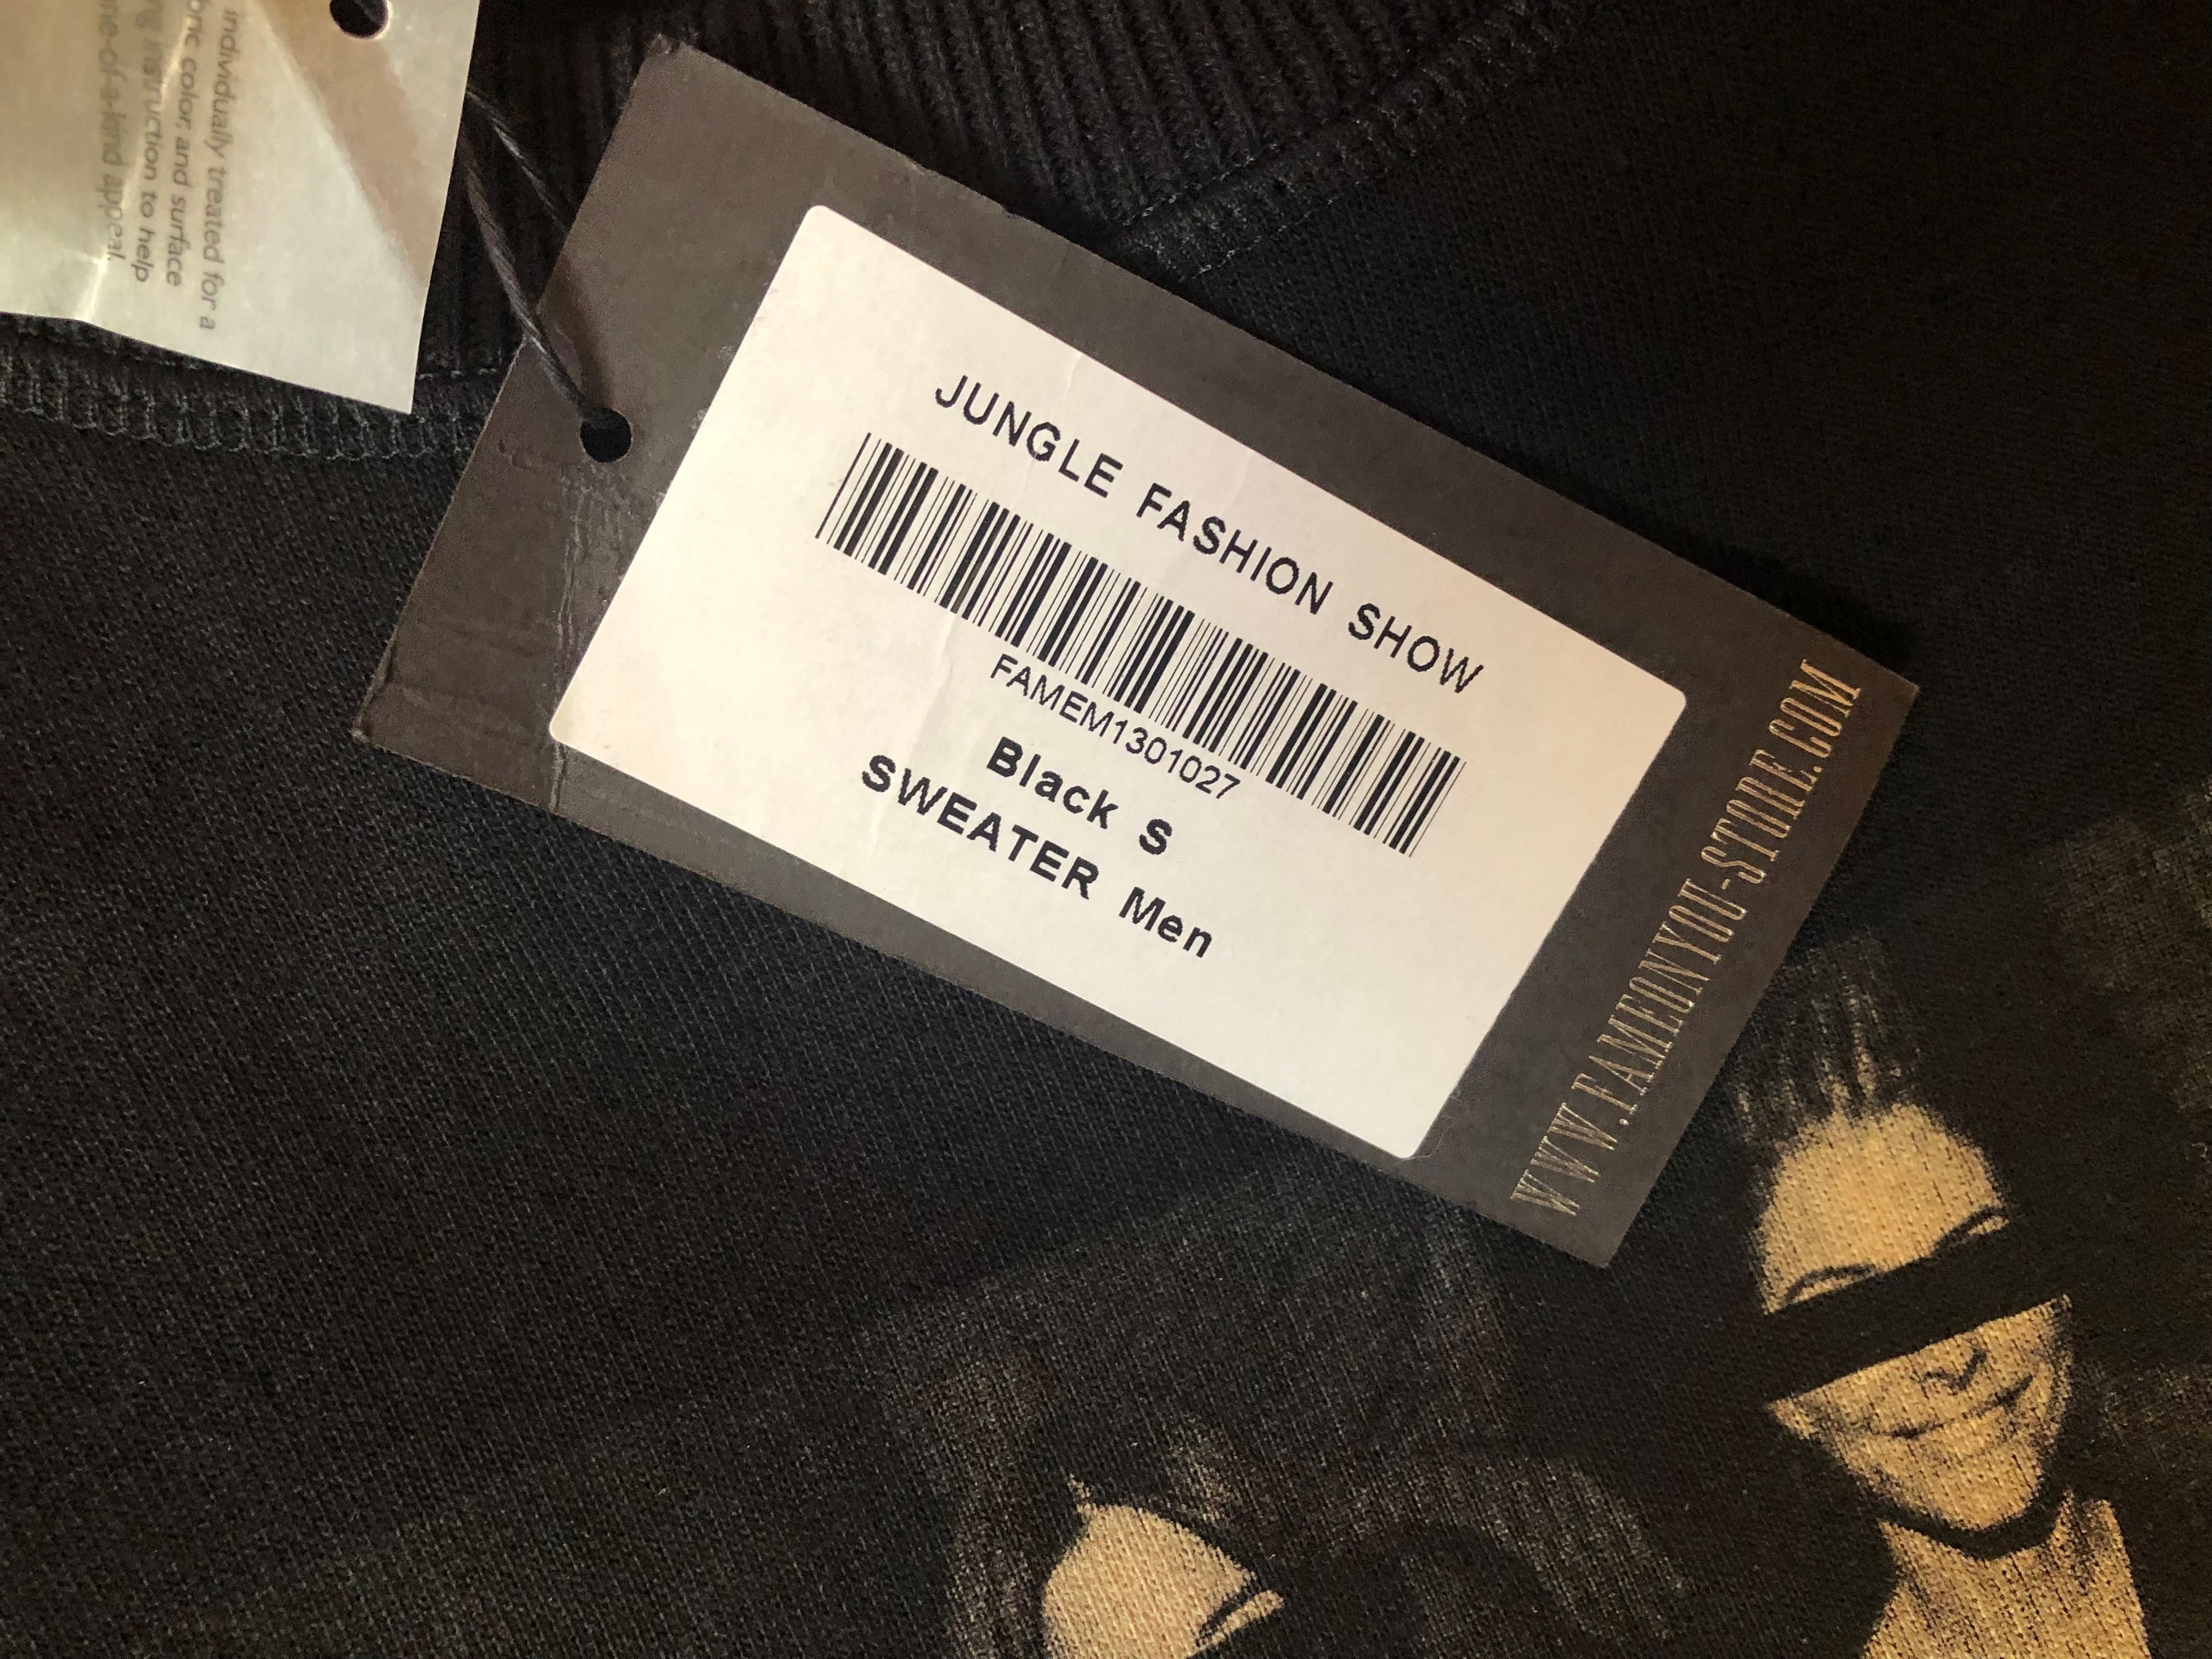 individually treated for a
color, and surface
instruction to help
one-of-a-kind appeal.
JUNGLE FASHION SHOW
FAMEM1301027
Black S
SWEATER Men
WWW.FAMEONYOU-STORE.COM